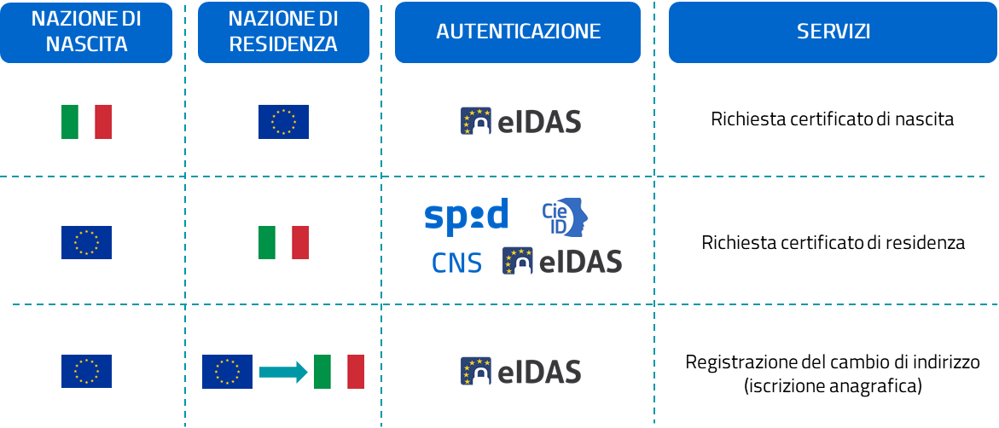 NAZIONE DI
NASCITA
NAZIONE DI
RESIDENZA
AUTENTICAZIONE
SERVIZI
eIDAS
Richiesta certificato di nascita
spid
Cie
ID
CNS
eIDAS
Richiesta certificato di residenza
eIDAS
Registrazione del cambio di indirizzo
(iscrizione anagrafica)